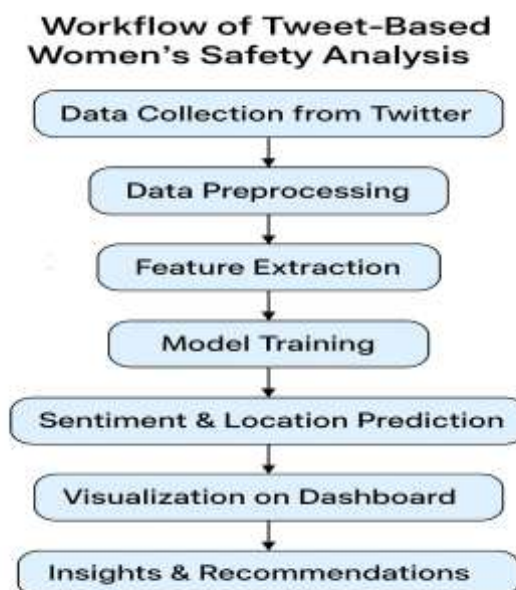 Workflow of Tweet-Based
Women's Safety Analysis
Data Collection from Twitter
Data Preprocessing
Feature Extraction
Model Training
Sentiment & Location Prediction
Visualization on Dashboard
Insights & Recommendations